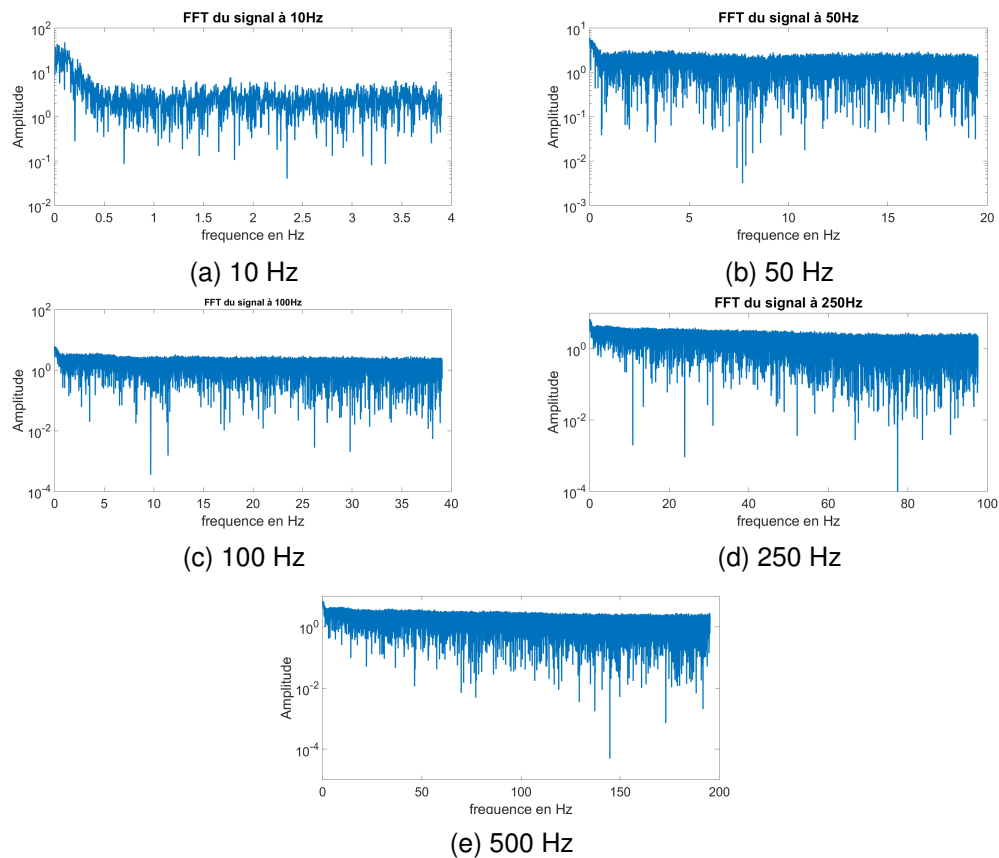 FFT du signal à 10Hz
10^2
10^1
10^0
10^-1
10^-2
Amplitude
0 0.5 1 1.5 2 2.5 3 3.5 4
frequence en Hz
(a) 10 Hz
FFT du signal à 50Hz
10^1
10^0
10^-1
10^-2
10^-3
Amplitude
0 5 10 15 20
frequence en Hz
(b) 50 Hz
FFT du signal à 100Hz
10^2
10^0
10^-2
10^-4
Amplitude
0 5 10 15 20 25 30 35 40
frequence en Hz
(c) 100 Hz
FFT du signal à 250Hz
10^0
10^-2
10^-4
Amplitude
0 20 40 60 80 100
frequence en Hz
(d) 250 Hz
10^0
10^-2
10^-4
Amplitude
0 50 100 150 200
frequence en Hz
(e) 500 Hz